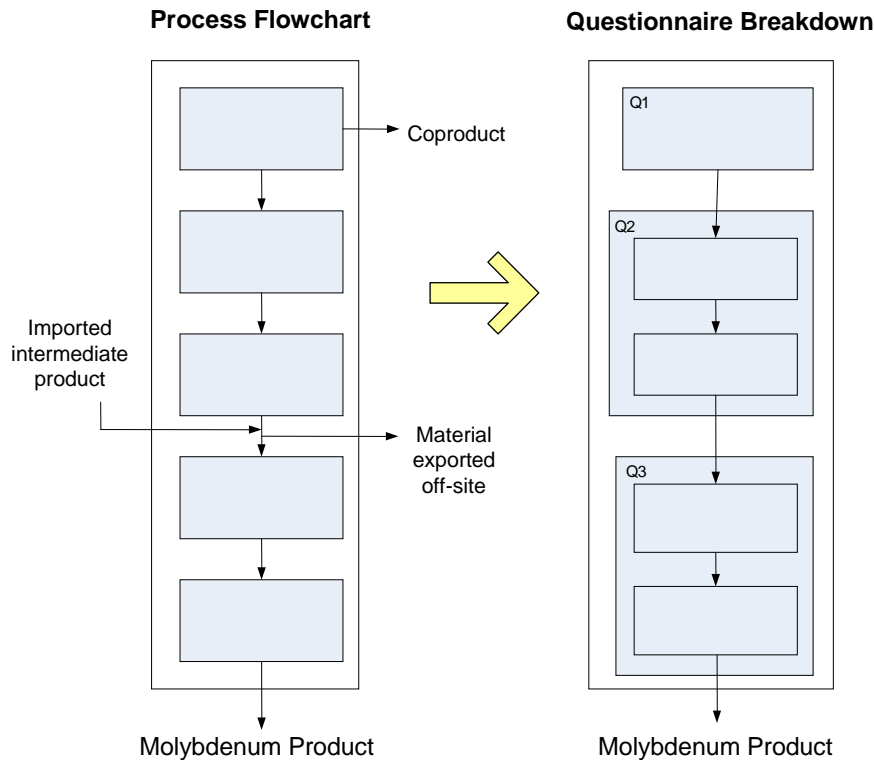 Process Flowchart
Coproduct
Imported
intermediate
product
Material
exported
off-site
Molybdenum Product
Questionnaire Breakdown
Q1
Q2
Q3
Molybdenum Product